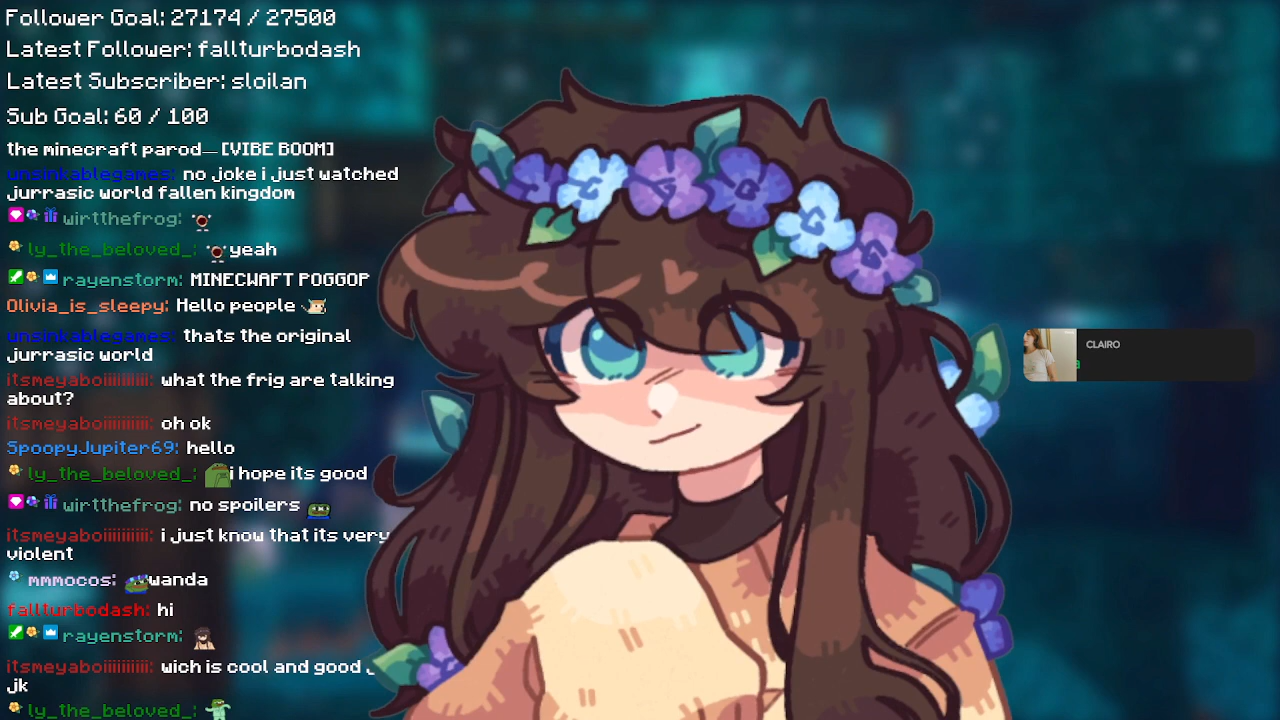 Follower Goal: 27174 / 27500
Latest Follower: fallturbodash
Latest Subscriber: sloilan
Sub Goal: 60 / 100
the minecraft parod— [VIBE BOOM]
unsinkablegames: no joke i just watched
jurrasic world fallen kingdom
wirtthefrog:
ly_the_beloved_: yeah
rayenstorm: MINECWAFT POGGOP
Olivia_is_sleepy: Hello people
unsinkablegames: thats the original
jurrasic world
itsmeyaboiiiiiiiii: what the frig are talking
about?
itsmeyaboiiiiiiiii: oh ok
SpoopyJupiter69: hello
ly_the_beloved_: i hope its good
wirtthefrog: no spoilers
itsmeyaboiiiiiiiii: i just know that its very
violent
mmmocos: wanda
fallturbodash: hi
rayenstorm:
itsmeyaboiiiiiiiii: wich is cool and good
jk
ly_the_beloved_:
CLAIRO